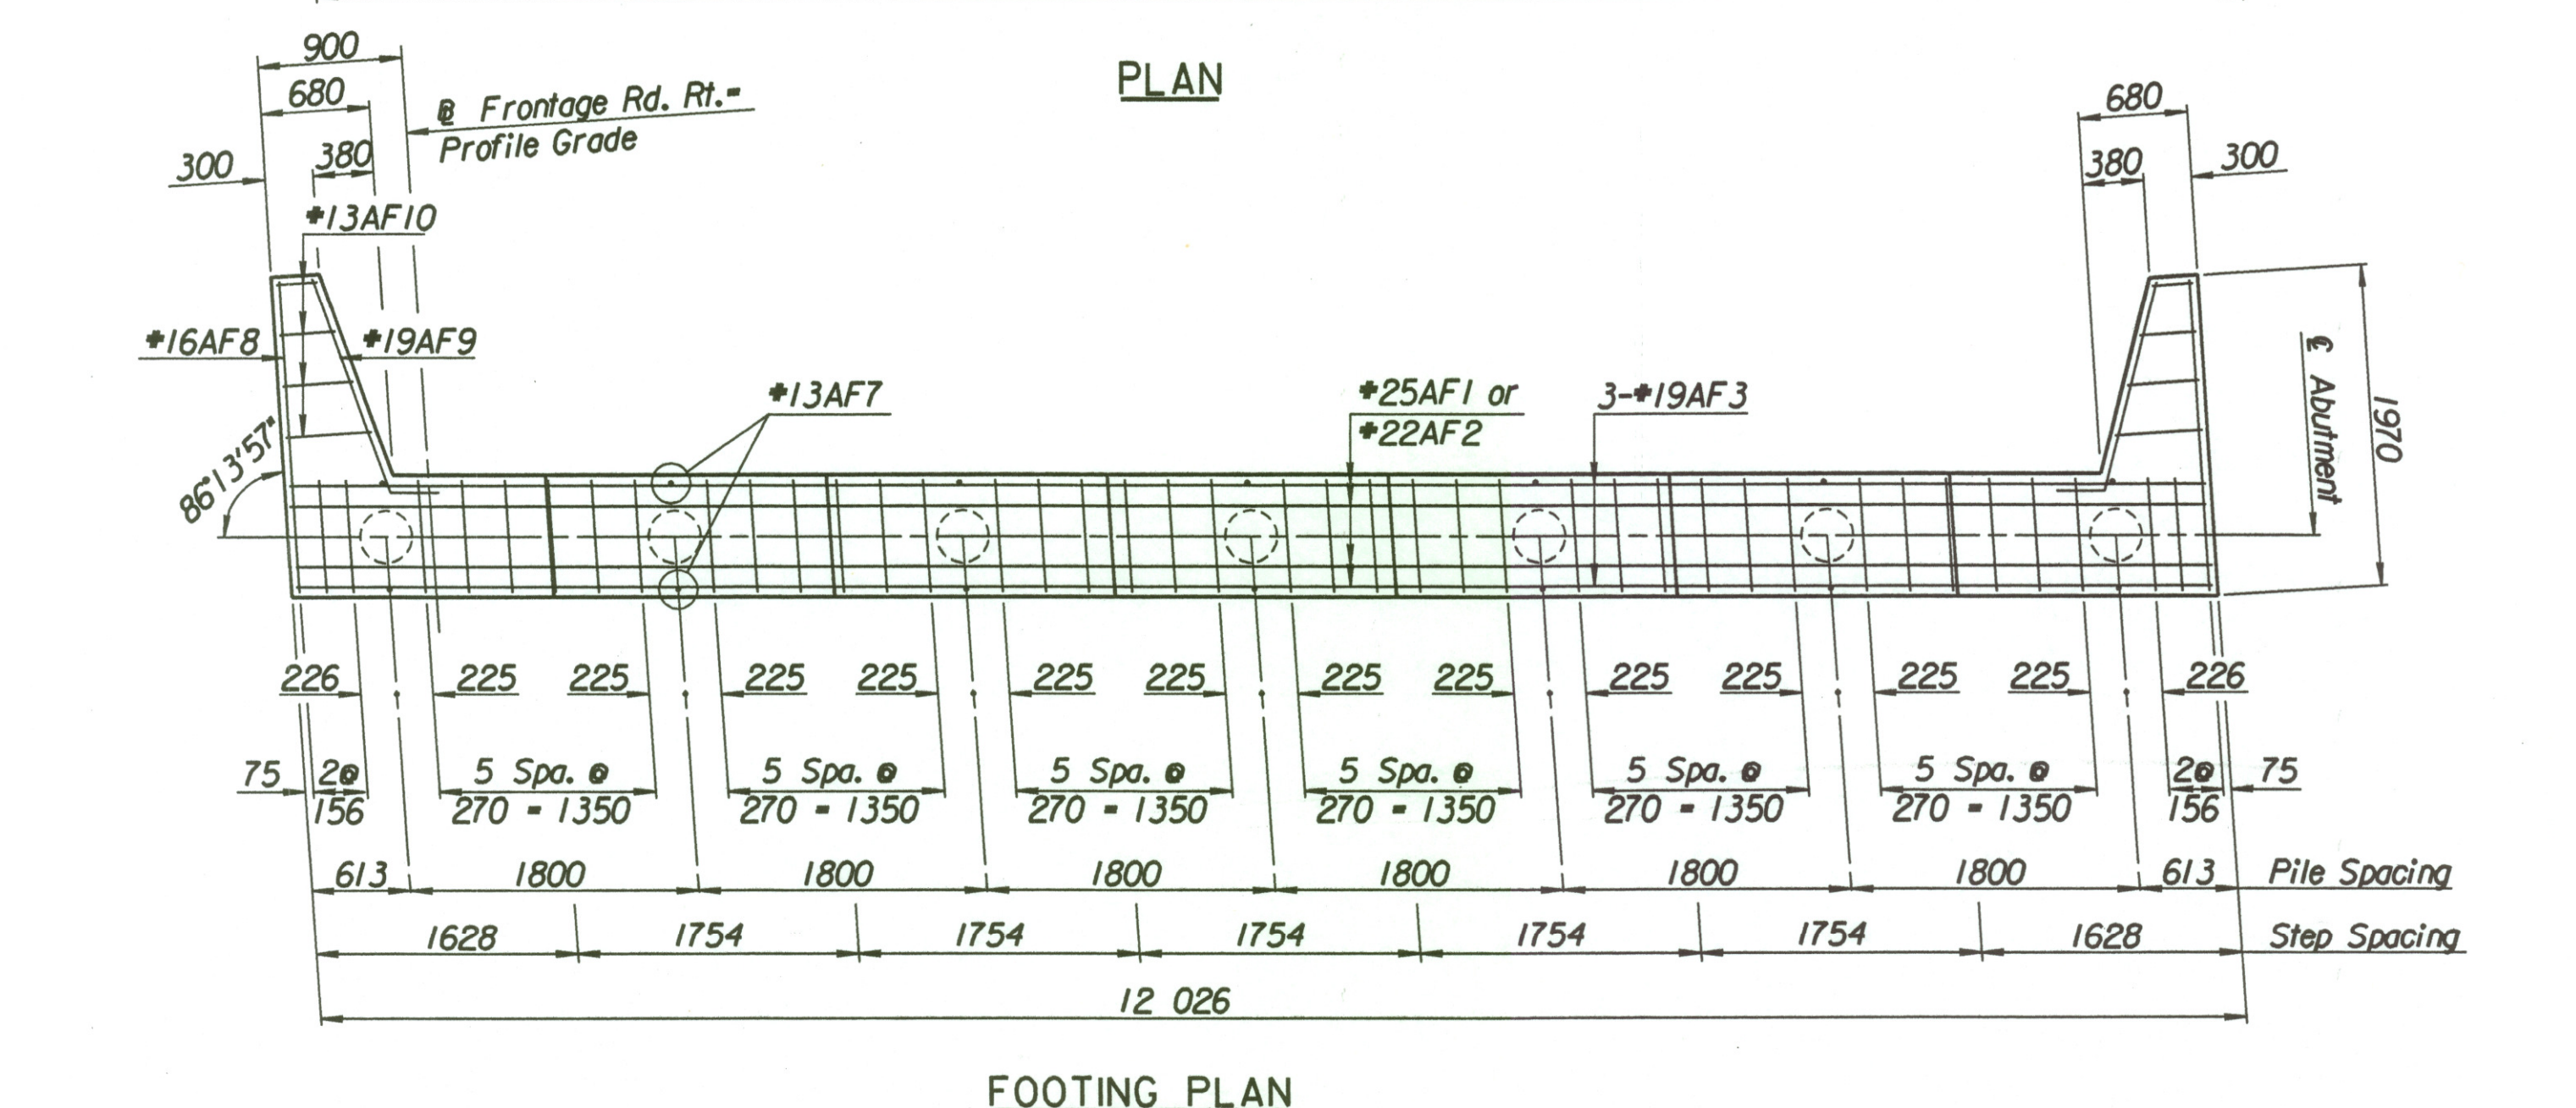 PLAN
900
680
℄ Frontage Rd. Rt.=
Profile Grade
300
380
680
380
300
#13AF10
#16AF8
#19AF9
86°13'57"
#13AF7
#25AF1 or
#22AF2
3-#19AF3
℄ Abutment
1970
226 225 225 225 225 225 225 225 225 225 225 225 225 226
75 2@ 5 Spa. @ 5 Spa. @ 5 Spa. @ 5 Spa. @ 5 Spa. @ 5 Spa. @ 2@ 75
156 270 = 1350 270 = 1350 270 = 1350 270 = 1350 270 = 1350 270 = 1350 156
613 1800 1800 1800 1800 1800 1800 613 Pile Spacing
1628 1754 1754 1754 1754 1754 1628 Step Spacing
12 026
FOOTING PLAN